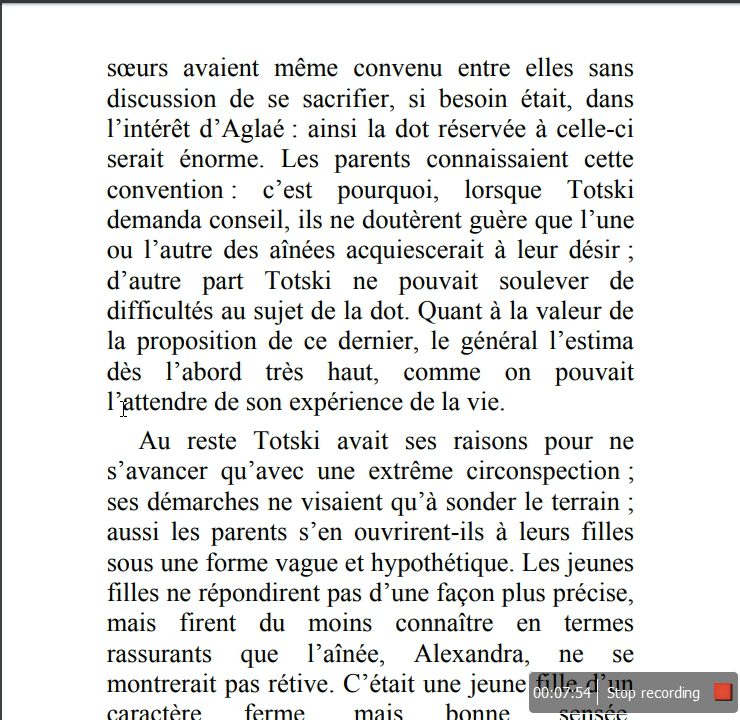 sœurs avaient même convenu entre elles sans
discussion de se sacrifier, si besoin était, dans
l’intérêt d’Aglaé : ainsi la dot réservée à celle-ci
serait énorme. Les parents connaissaient cette
convention : c’est pourquoi, lorsque Totski
demanda conseil, ils ne doutèrent guère que l’une
ou l’autre des aînées acquiescerait à leur désir ;
d’autre part Totski ne pouvait soulever de
difficultés au sujet de la dot. Quant à la valeur de
la proposition de ce dernier, le général l’estima
dès l’abord très haut, comme on pouvait
l’attendre de son expérience de la vie.
Au reste Totski avait ses raisons pour ne
s’avancer qu’avec une extrême circonspection ;
ses démarches ne visaient qu’à sonder le terrain ;
aussi les parents s’en ouvrirent-ils à leurs filles
sous une forme vague et hypothétique. Les jeunes
filles ne répondirent pas d’une façon plus précise,
mais firent du moins connaître en termes
rassurants que l’aînée, Alexandra, ne se
montrerait pas rétive. C’était une jeune fille d’un
caractère ferme mais bonne sensée
00:07:54 Stop recording